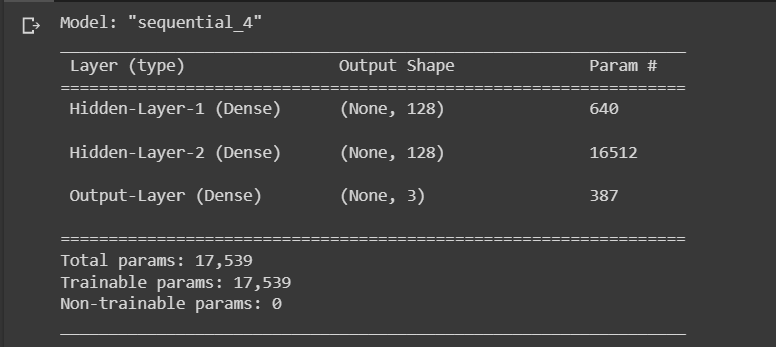 Model: "sequential_4"
_________________________________________________________________
Layer (type) Output Shape Param #
=================================================================
Hidden-Layer-1 (Dense) (None, 128) 640
Hidden-Layer-2 (Dense) (None, 128) 16512
Output-Layer (Dense) (None, 3) 387
=================================================================
Total params: 17,539
Trainable params: 17,539
Non-trainable params: 0
_________________________________________________________________